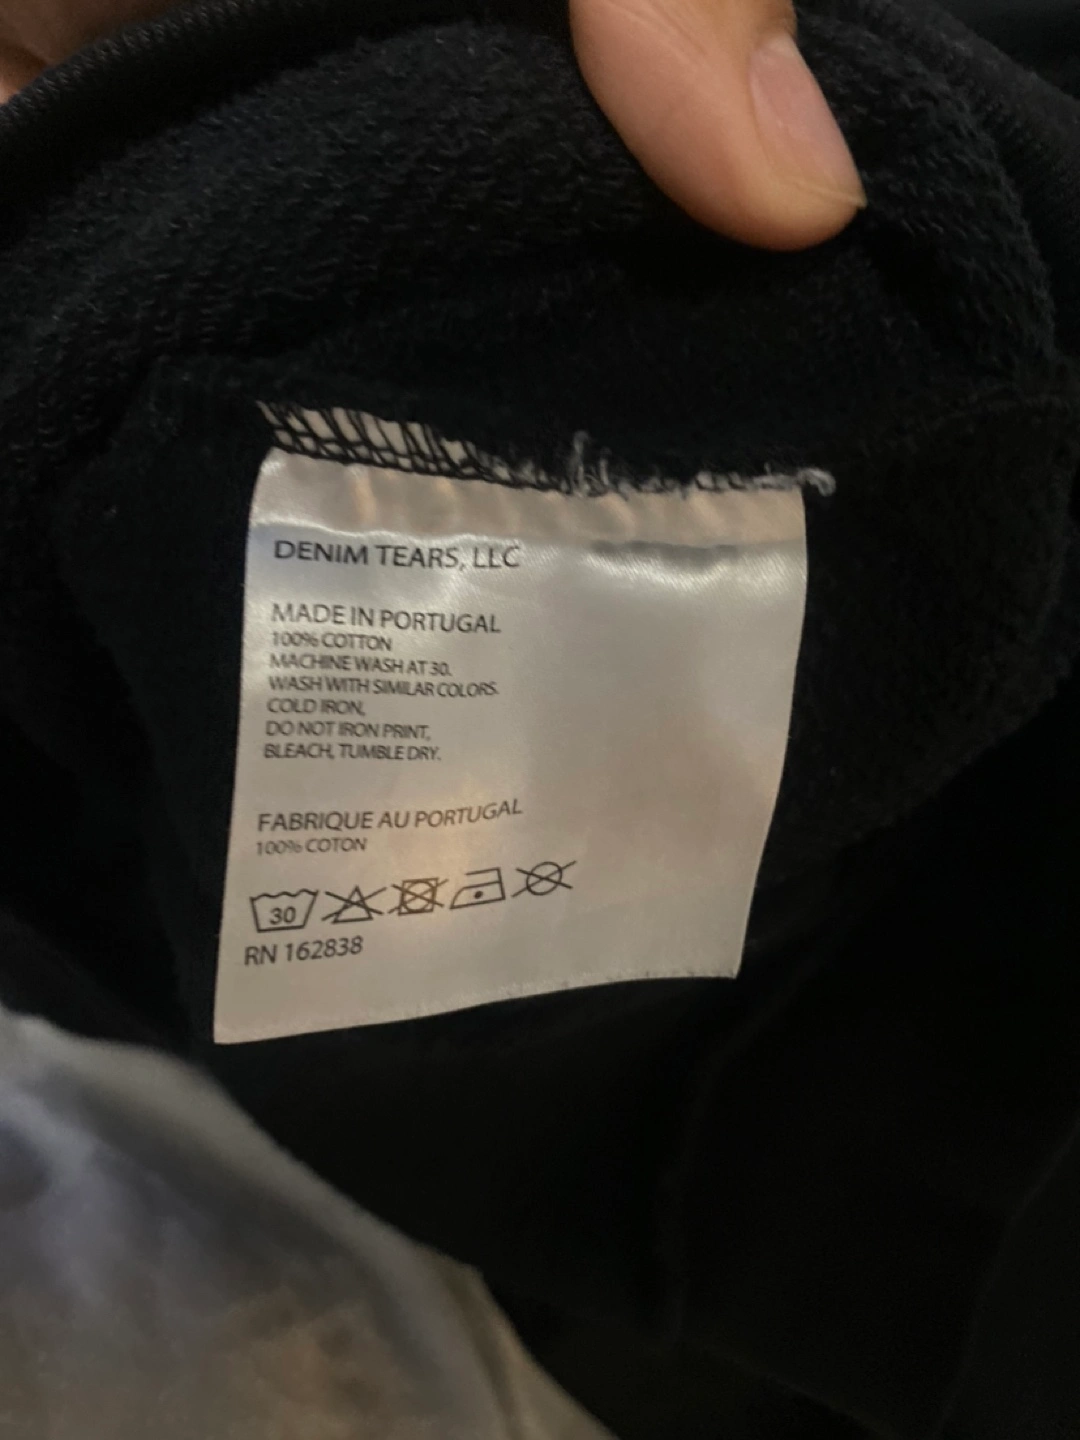 DENIM TEARS, LLC
MADE IN PORTUGAL
100% COTTON
MACHINE WASH AT 30.
WASH WITH SIMILAR COLORS.
COLD IRON,
DO NOT IRON PRINT,
BLEACH, TUMBLE DRY.
FABRIQUE AU PORTUGAL
100% COTON
30
RN 162838